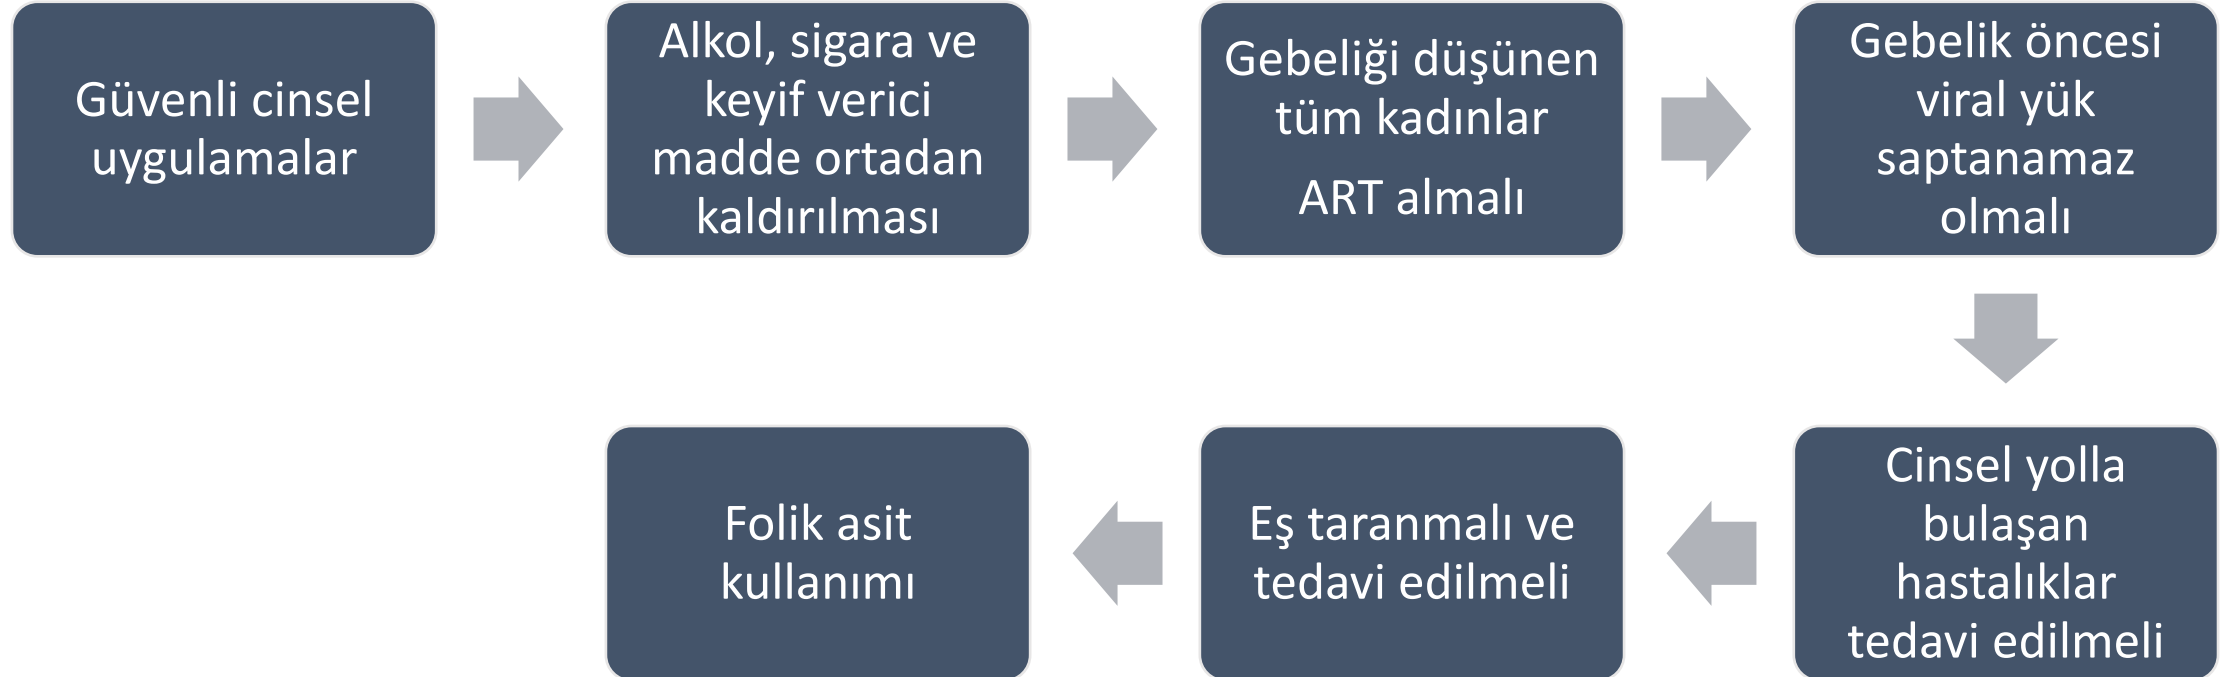 Güvenli cinsel
uygulamalar
Alkol, sigara ve
keyif verici
madde ortadan
kaldırılması
Gebeliği düşünen
tüm kadınlar
ART almalı
Gebelik öncesi
viral yük
saptanamaz
olmalı
Cinsel yolla
bulaşan
hastalıklar
tedavi edilmeli
Eş taranmalı ve
tedavi edilmeli
Folik asit
kullanımı